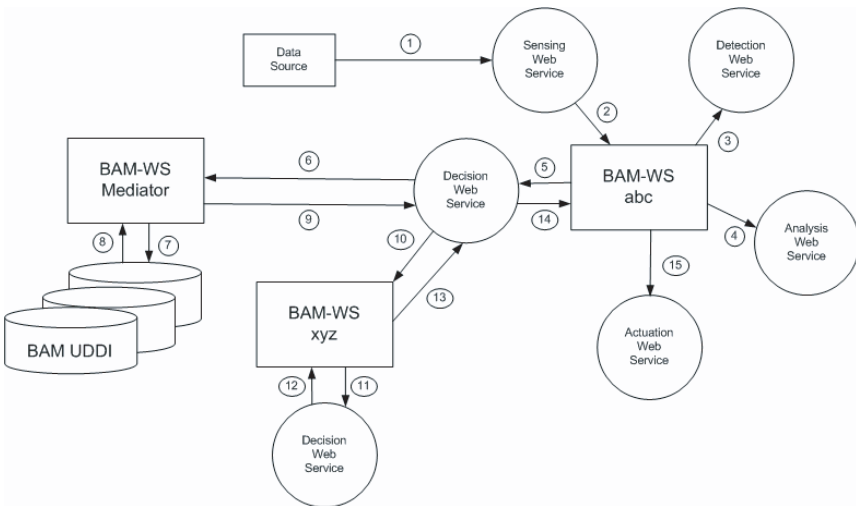 1
Data
Source
Sensing
Web
Service
Detection
Web
Service
2
3
BAM-WS
Mediator
6
9
Decision
Web
Service
5
14
BAM-WS
abc
4
Analysis
Web
Service
8
7
10
13
15
BAM UDDI
BAM-WS
xyz
Actuation
Web
Service
12
11
Decision
Web
Service